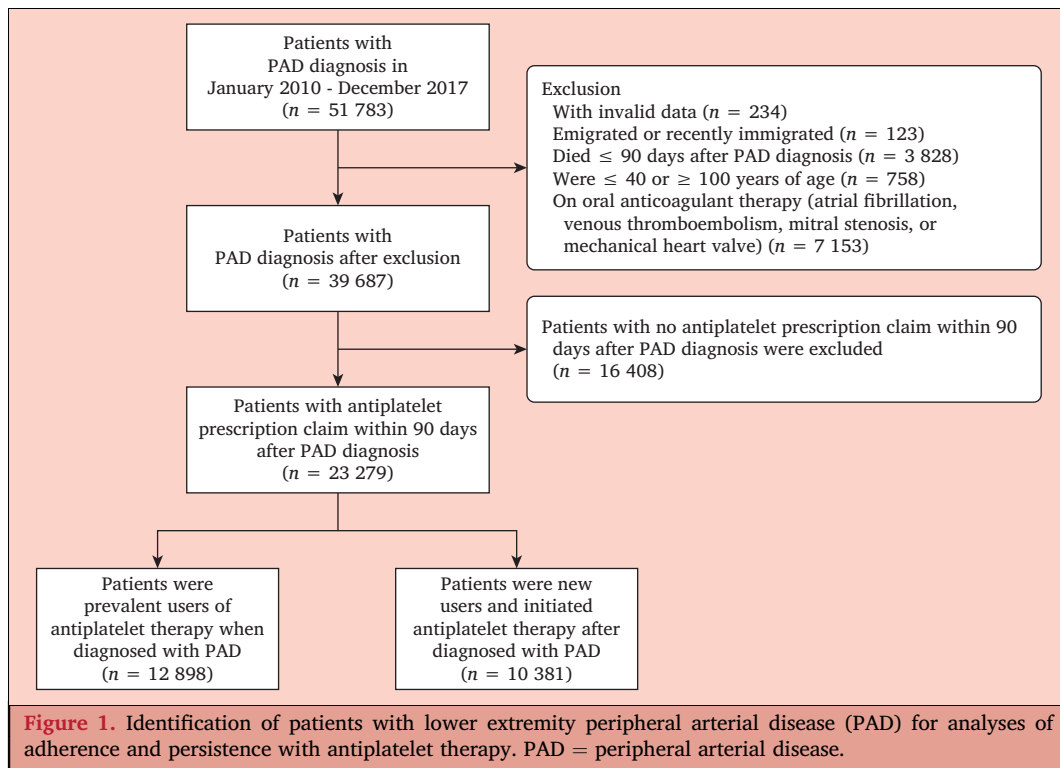 Patients with
PAD diagnosis in
January 2010 - December 2017
(n = 51 783)
Exclusion
With invalid data (n = 234)
Emigrated or recently immigrated (n = 123)
Died ≤ 90 days after PAD diagnosis (n = 3 828)
Were ≤ 40 or ≥ 100 years of age (n = 758)
On oral anticoagulant therapy (atrial fibrillation,
venous thromboembolism, mitral stenosis, or
mechanical heart valve) (n = 7 153)
Patients with
PAD diagnosis after exclusion
(n = 39 687)
Patients with no antiplatelet prescription claim within 90
days after PAD diagnosis were excluded
(n = 16 408)
Patients with antiplatelet
prescription claim within 90 days
after PAD diagnosis
(n = 23 279)
Patients were
prevalent users of
antiplatelet therapy when
diagnosed with PAD
(n = 12 898)
Patients were new
users and initiated
antiplatelet therapy after
diagnosed with PAD
(n = 10 381)
Figure 1. Identification of patients with lower extremity peripheral arterial disease (PAD) for analyses of
adherence and persistence with antiplatelet therapy. PAD = peripheral arterial disease.